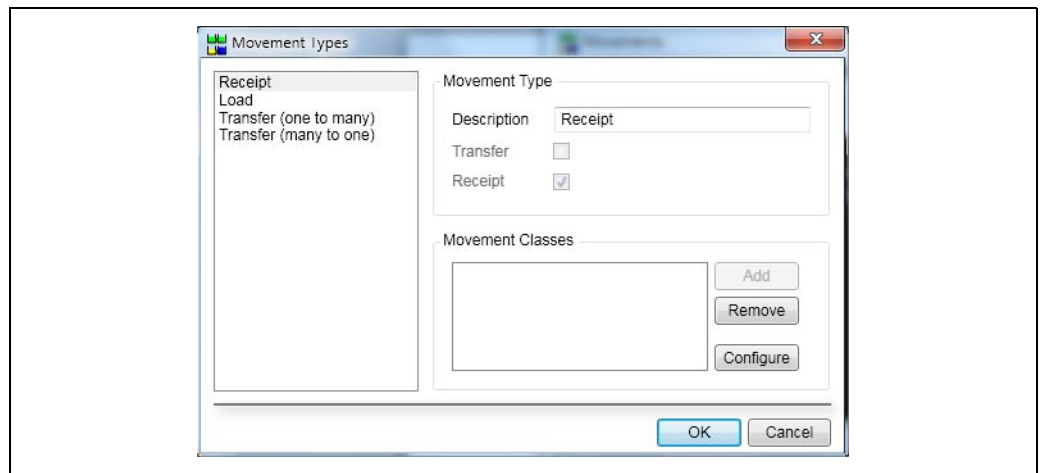 Movement Types
Receipt
Load
Transfer (one to many)
Transfer (many to one)
Movement Type
Description Receipt
Transfer
Receipt
Movement Classes
Add
Remove
Configure
OK Cancel